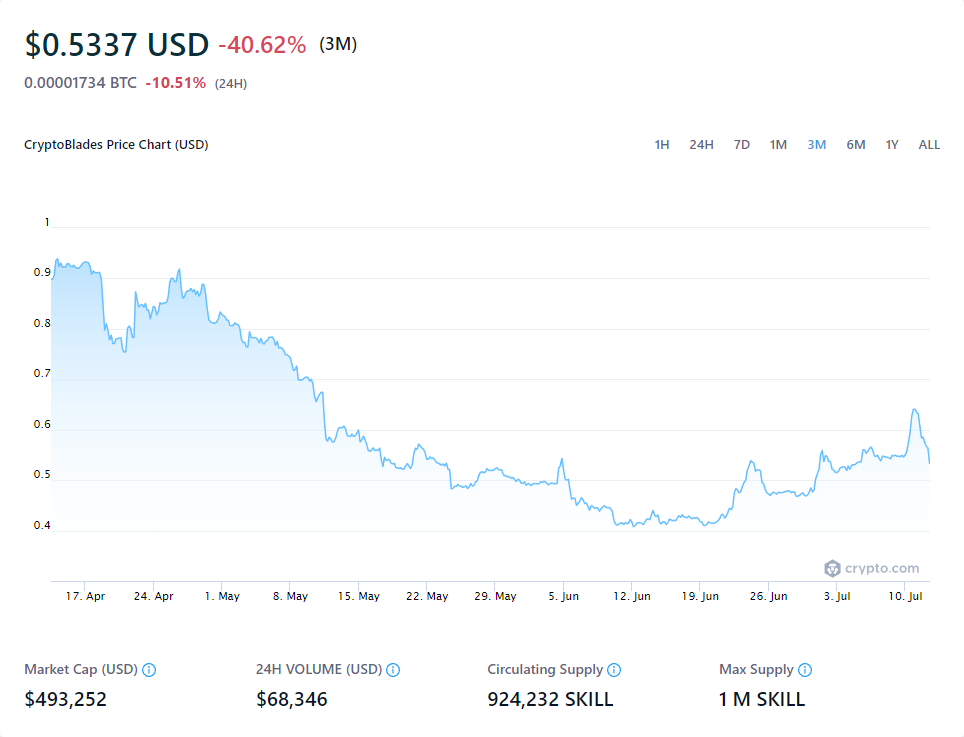 $0.5337 USD -40.62% (3M)
0.00001734 BTC -10.51% (24H)
CryptoBlades Price Chart (USD)
1H 24H 7D 1M 3M 6M 1Y ALL
1
0.9
0.8
0.7
0.6
0.5
0.4
crypto.com
17. Apr 24. Apr 1. May 8. May 15. May 22. May 29. May 5. Jun 12. Jun 19. Jun 26. Jun 3. Jul 10. Jul
Market Cap (USD) 24H VOLUME (USD) Circulating Supply Max Supply
$493,252 $68,346 924,232 SKILL 1 M SKILL